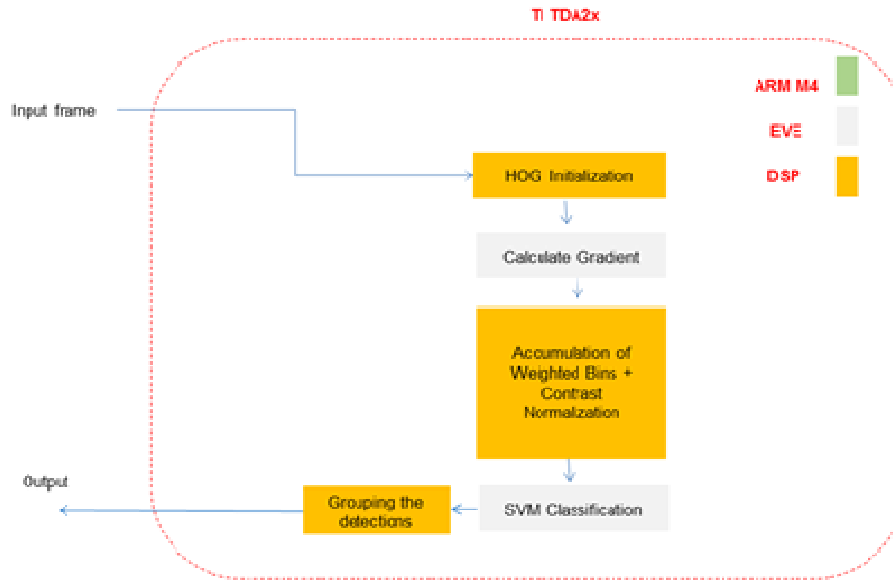 TI TDA2x
ARM M4
Input frame
EVE
DSP
HOG Initialization
Calculate Gradient
Accumulation of
Weighted Bins +
Contrast
Normalization
Output
Grouping the
detections
SVM Classification